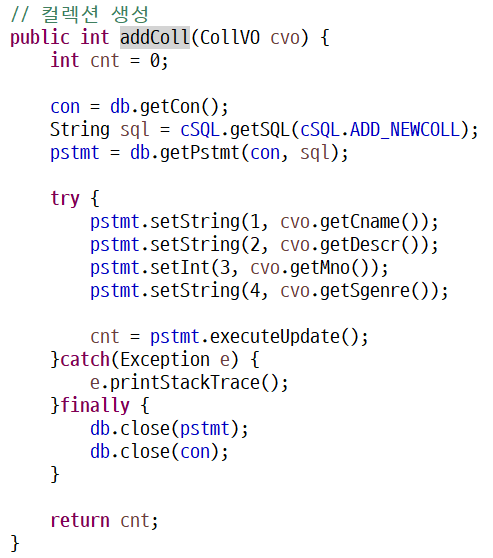 // 컬렉션 생성
public int addColl(CollVO cvo) {
    int cnt = 0;
    con = db.getCon();
    String sql = cSQL.getSQL(cSQL.ADD_NEWCOLL);
    pstmt = db.getPstmt(con, sql);
    try {
        pstmt.setString(1, cvo.getCname());
        pstmt.setString(2, cvo.getDescr());
        pstmt.setInt(3, cvo.getMno());
        pstmt.setString(4, cvo.getSgenre());
        cnt = pstmt.executeUpdate();
    }catch(Exception e) {
        e.printStackTrace();
    }finally {
        db.close(pstmt);
        db.close(con);
    }
    return cnt;
}